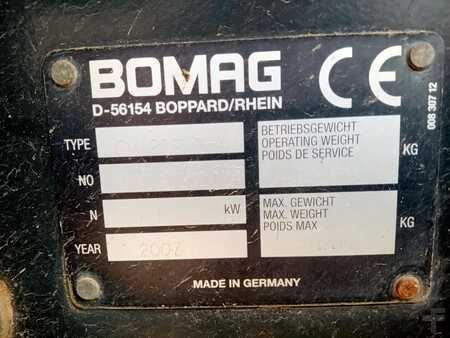 BOMAG CE
D-56154 BOPPARD/RHEIN
008 307 12
TYPE
BETRIEBSGEWICHT
OPERATING WEIGHT
POIDS DE SERVICE
KG
NO
N kW
MAX. GEWICHT
MAX. WEIGHT
POIDS MAX
KG
YEAR 2007
MADE IN GERMANY